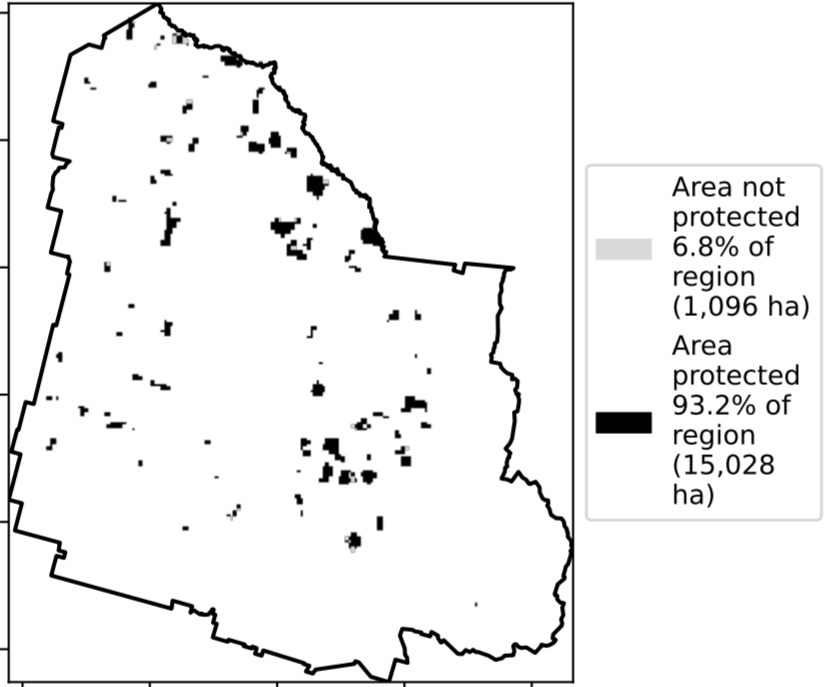 Area not
protected
6.8% of
region
(1,096 ha)
Area
protected
93.2% of
region
(15,028
ha)